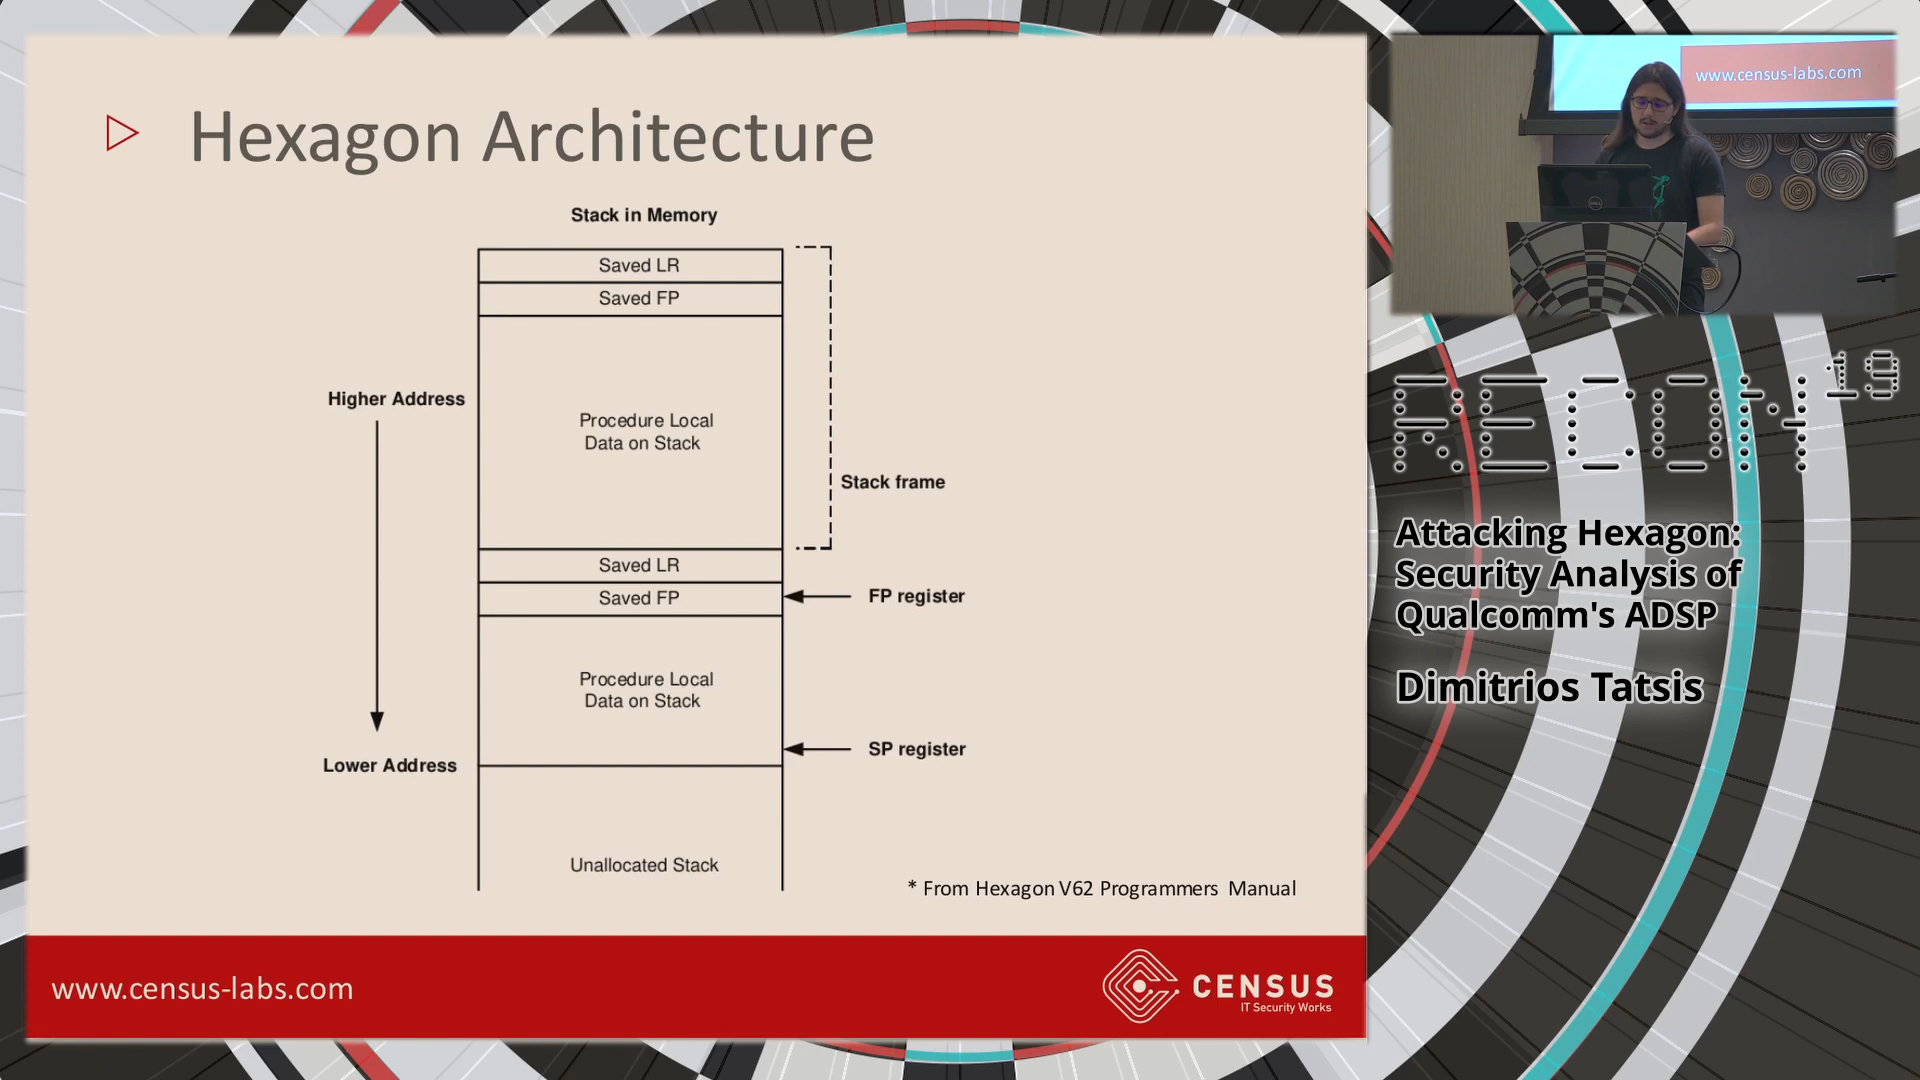 Hexagon Architecture
Stack in Memory
Saved LR
Saved FP
Higher Address
Procedure Local
Data on Stack
Stack frame
Saved LR
Saved FP
FP register
Procedure Local
Data on Stack
SP register
Lower Address
Unallocated Stack
* From Hexagon V62 Programmers Manual
www.census-labs.com
CENSUS
IT Security Works
www.census-labs.com
RECON19
Attacking Hexagon:
Security Analysis of
Qualcomm's ADSP
Dimitrios Tatsis